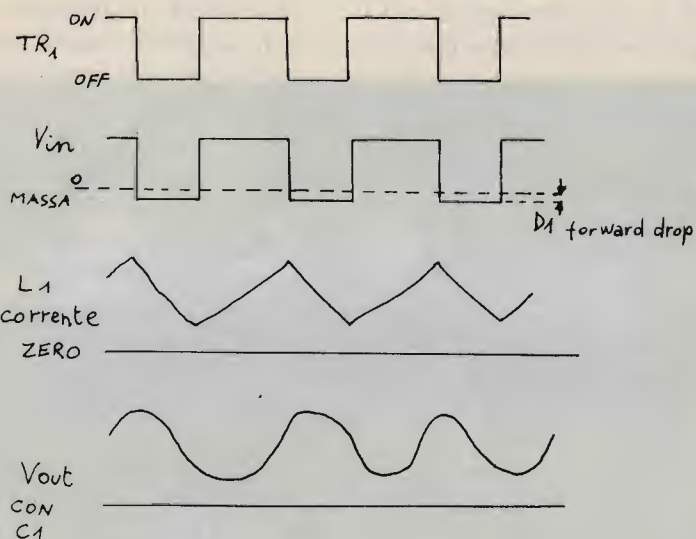 ON
TR1
OFF
Vin
0
MASSA
D1 forward drop
L1
corrente
ZERO
Vout
CON
C1